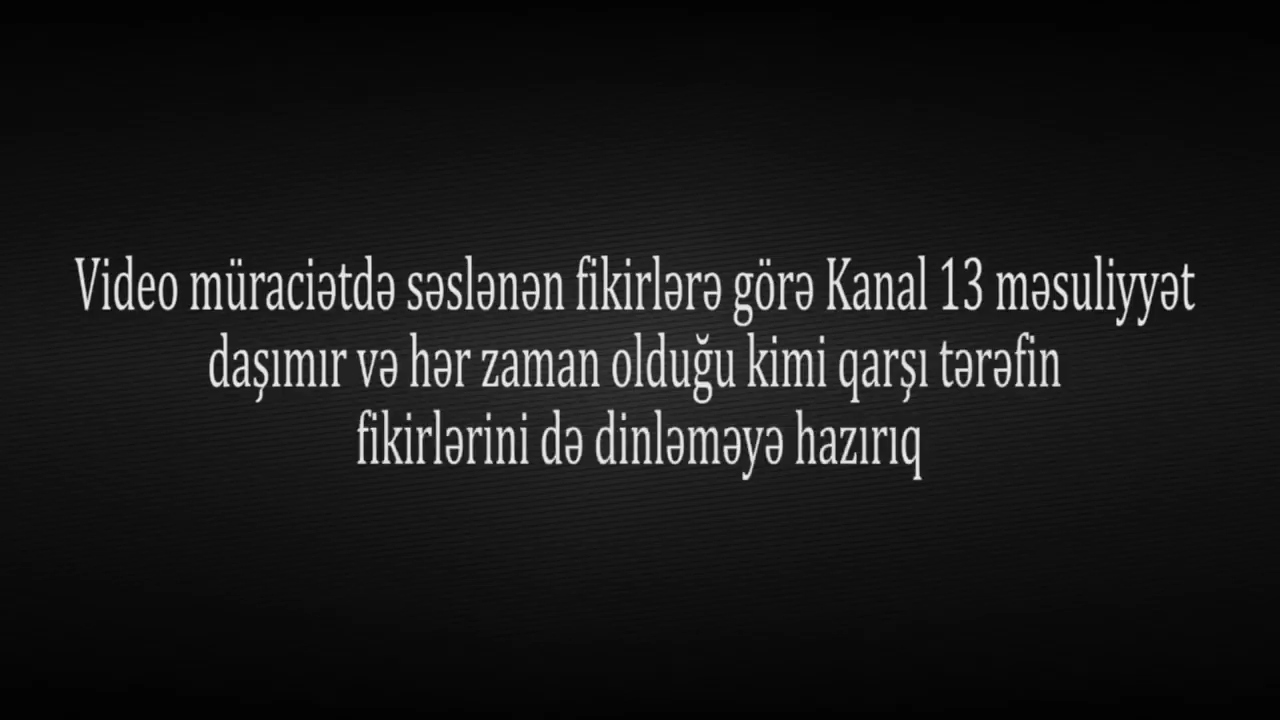 Video müraciətdə səslənən fikirlərə görə Kanal 13 məsuliyyət
daşımır və hər zaman olduğu kimi qarşı tərəfin
fikirlərini də dinləməyə hazırıq